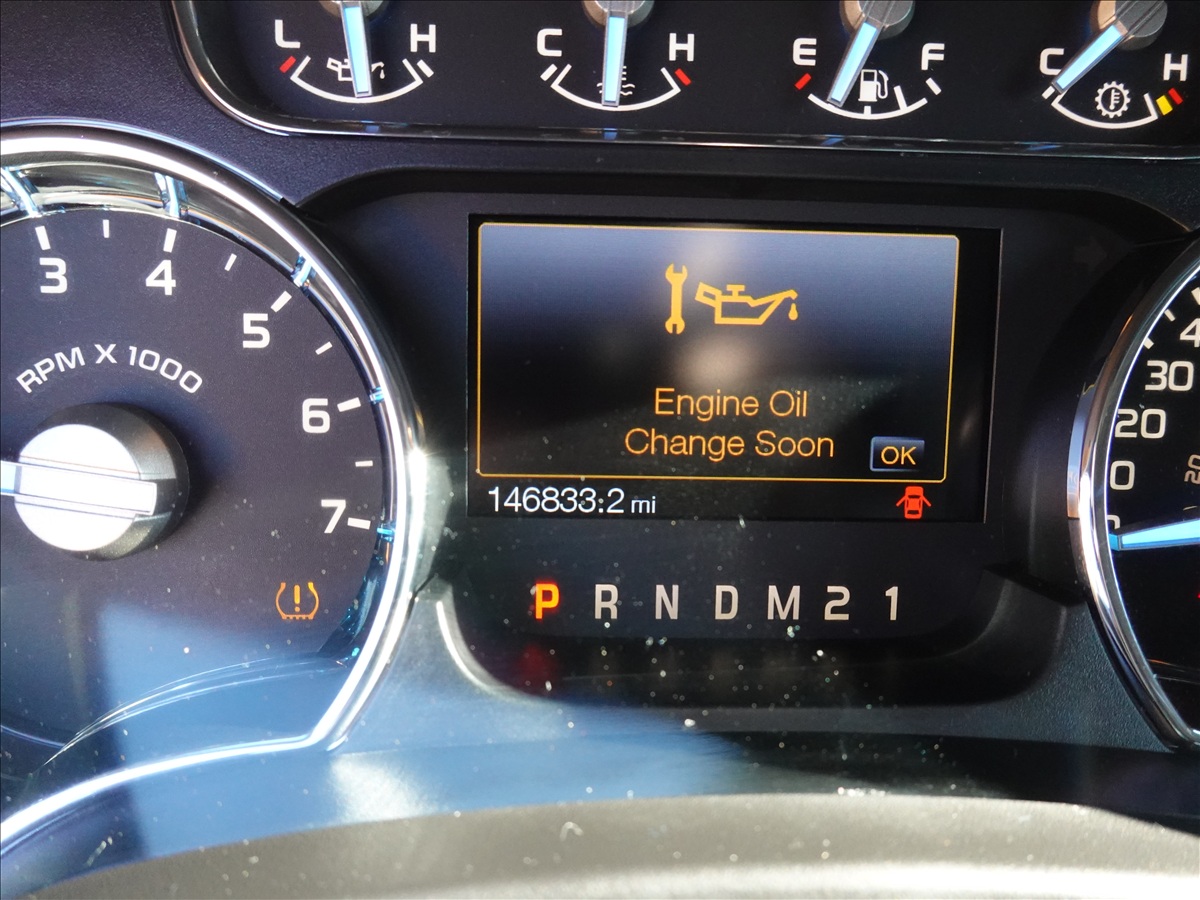 L H
C H
E F
C H
3
4
5
6
7
RPM X 1000
Engine Oil
Change Soon
OK
146833.2 mi
P R N D M 2 1
30
20